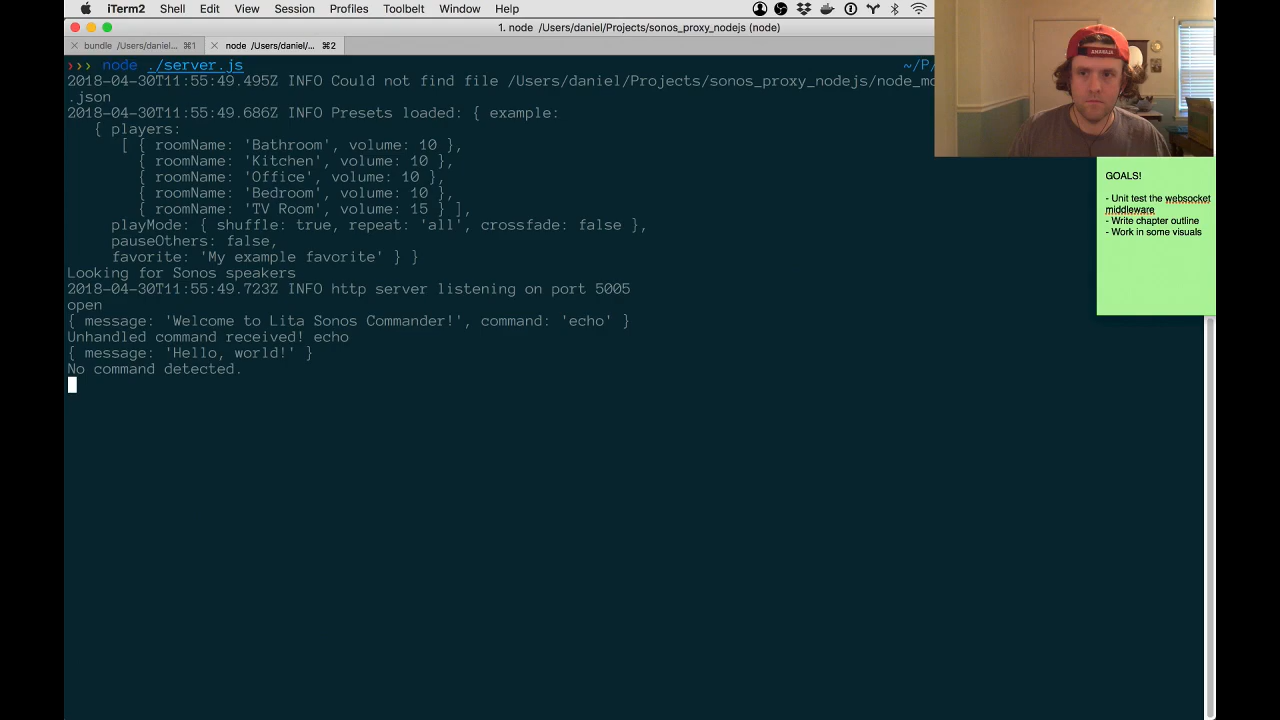 iTerm2 Shell Edit View Session Profiles Toolbelt Window Help
1. node /Users/daniel/Projects/sonos_proxy_nodejs (node)
bundle /Users/daniel... ⌘1
node /Users/daniel/... ⌘2
❯❯❯ node ./server.js ~
2018-04-30T11:55:49.495Z INFO Could not find file /Users/daniel/Projects/sonos_proxy_nodejs/node
.json
2018-04-30T11:55:49.686Z INFO Presets loaded: { example:
{ players:
[ { roomName: 'Bathroom', volume: 10 },
{ roomName: 'Kitchen', volume: 10 },
{ roomName: 'Office', volume: 10 },
{ roomName: 'Bedroom', volume: 10 },
{ roomName: 'TV Room', volume: 15 } ],
playMode: { shuffle: true, repeat: 'all', crossfade: false },
pauseOthers: false,
favorite: 'My example favorite' } }
Looking for Sonos speakers
2018-04-30T11:55:49.723Z INFO http server listening on port 5005
open
{ message: 'Welcome to Lita Sonos Commander!', command: 'echo' }
Unhandled command received! echo
{ message: 'Hello, world!' }
No command detected.
GOALS!
- Unit test the websocket
middleware
- Write chapter outline
- Work in some visuals